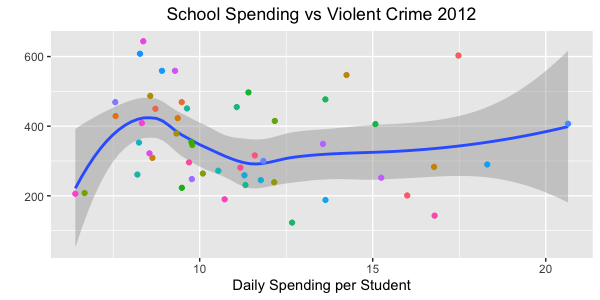 School Spending vs Violent Crime 2012
600
400
200
10 15 20
Daily Spending per Student